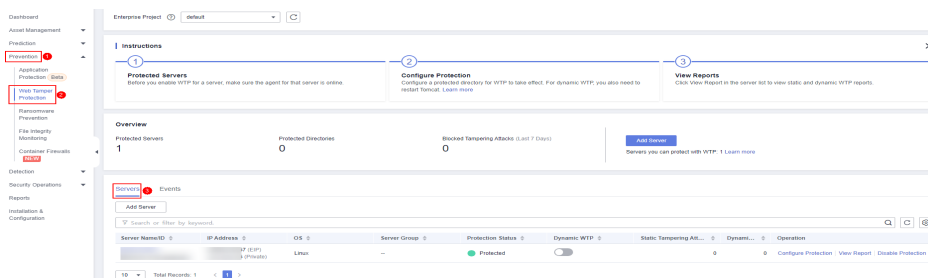 Dashboard
Asset Management
Prediction
Prevention 1
Application
Protection Beta
Web Tamper
Protection 2
Ransomware
Prevention
File Integrity
Monitoring
Container Firewalls
NEW
Detection
Security Operations
Reports
Installation &
Configuration
Enterprise Project default
Instructions
1
Protected Servers
Before you enable WTP for a server, make sure the agent for that server is online.
2
Configure Protection
Configure a protected directory for WTP to take effect. For dynamic WTP, you also need to
restart Tomcat. Learn more
3
View Reports
Click View Report in the server list to view static and dynamic WTP reports.
Overview
Protected Servers
1
Protected Directories
0
Blocked Tampering Attacks (Last 7 Days)
0
Add Server
Servers you can protect with WTP: 1 Learn more
Servers 3 Events
Add Server
Search or filter by keyword.
Server Name/ID IP Address OS Server Group Protection Status Dynamic WTP Static Tampering Att... Dynami... Operation
(EIP)
(Private)
Linux -- Protected 0 0 Configure Protection View Report Disable Protection
10 Total Records: 1 < 1 >